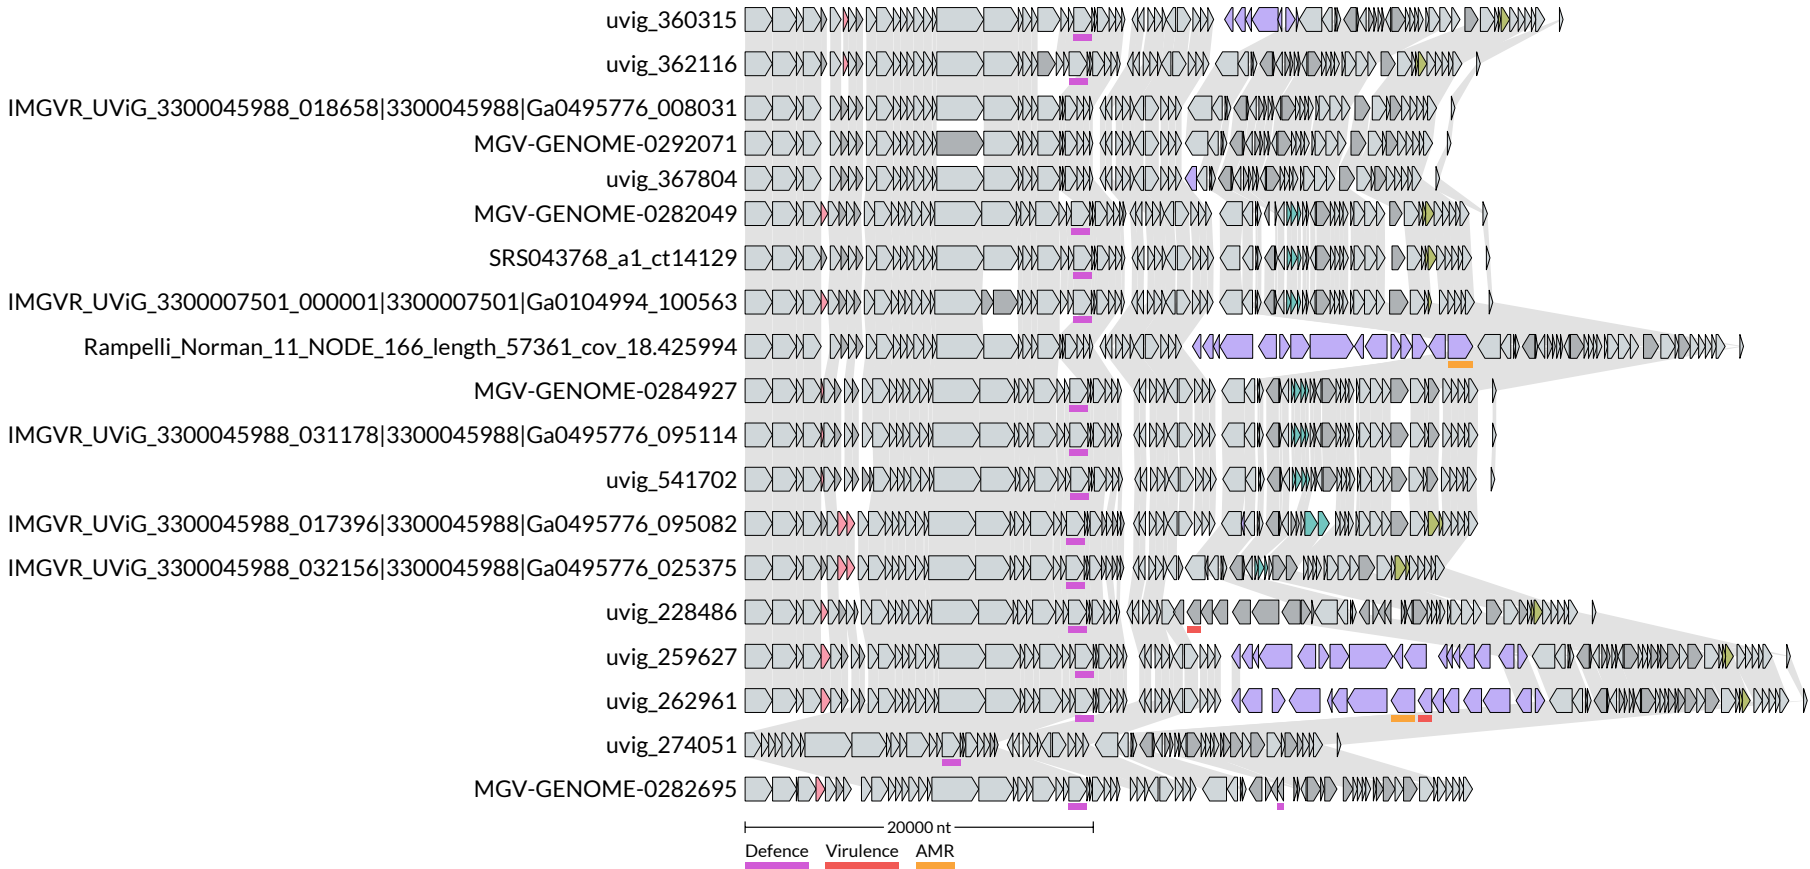 uvig_360315
uvig_362116
IMGVR_UViG_3300045988_018658|3300045988|Ga0495776_008031
MGV-GENOME-0292071
uvig_367804
MGV-GENOME-0282049
SRS043768_a1_ct14129
IMGVR_UViG_3300007501_000001|3300007501|Ga0104994_100563
Rampelli_Norman_11_NODE_166_length_57361_cov_18.425994
MGV-GENOME-0284927
IMGVR_UViG_3300045988_031178|3300045988|Ga0495776_095114
uvig_541702
IMGVR_UViG_3300045988_017396|3300045988|Ga0495776_095082
IMGVR_UViG_3300045988_032156|3300045988|Ga0495776_025375
uvig_228486
uvig_259627
uvig_262961
uvig_274051
MGV-GENOME-0282695
20000 nt
Defence Virulence AMR